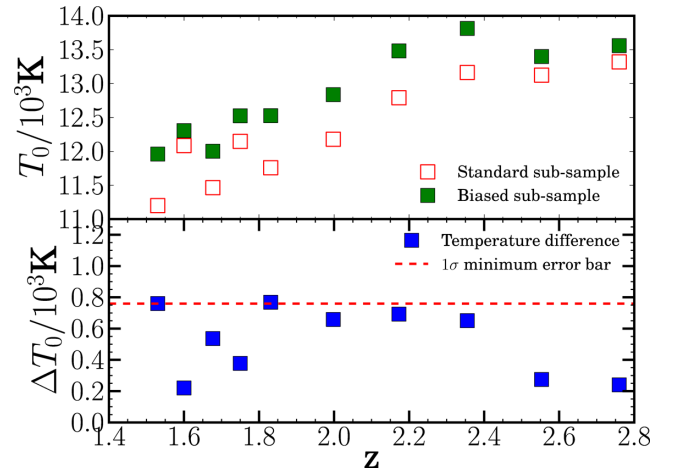 14.0
13.5
13.0
12.5
12.0
11.5
11.0
T₀/10³K
Standard sub-sample
Biased sub-sample
1.2
1.0
0.8
0.6
0.4
0.2
0.0
ΔT₀/10³K
Temperature difference
1σ minimum error bar
1.4 1.6 1.8 2.0 2.2 2.4 2.6 2.8
z